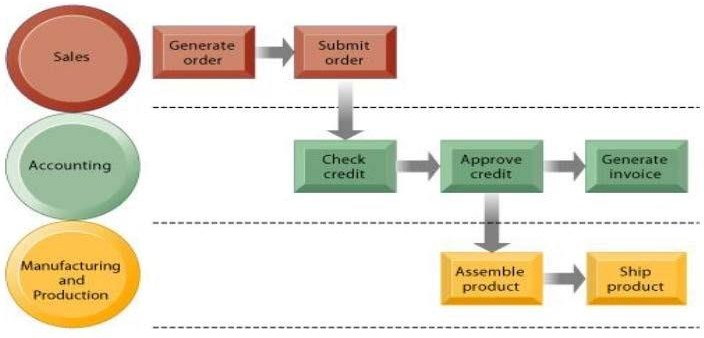 Sales
Generate
order
Submit
order
Accounting
Check
credit
Approve
credit
Generate
invoice
Manufacturing
and
Production
Assemble
product
Ship
product